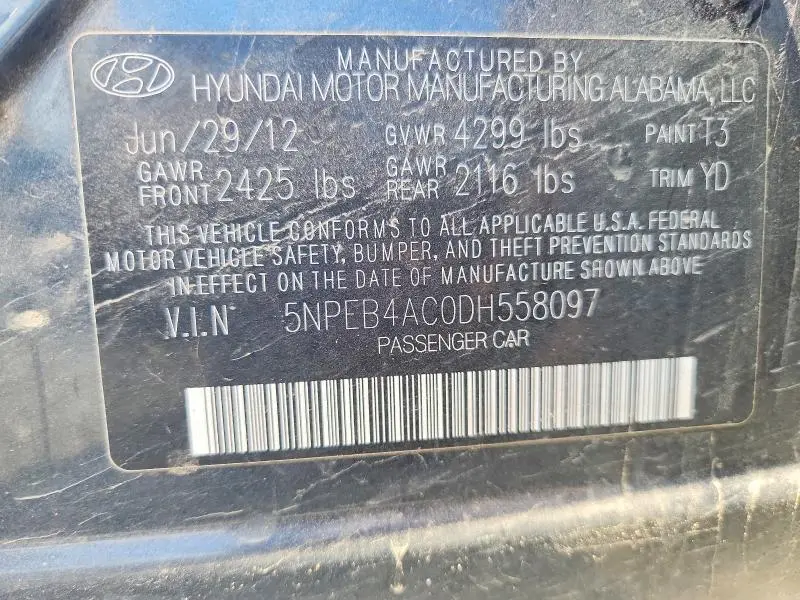 MANUFACTURED BY
HYUNDAI MOTOR MANUFACTURING ALABAMA, LLC
Jun/29/12 GVWR 4299 lbs PAINT T3
GAWR FRONT 2425 lbs GAWR REAR 2116 lbs TRIM YD
THIS VEHICLE CONFORMS TO ALL APPLICABLE U.S.A. FEDERAL
MOTOR VEHICLE SAFETY, BUMPER, AND THEFT PREVENTION STANDARDS
IN EFFECT ON THE DATE OF MANUFACTURE SHOWN ABOVE
V.I.N 5NPEB4AC0DH558097
PASSENGER CAR